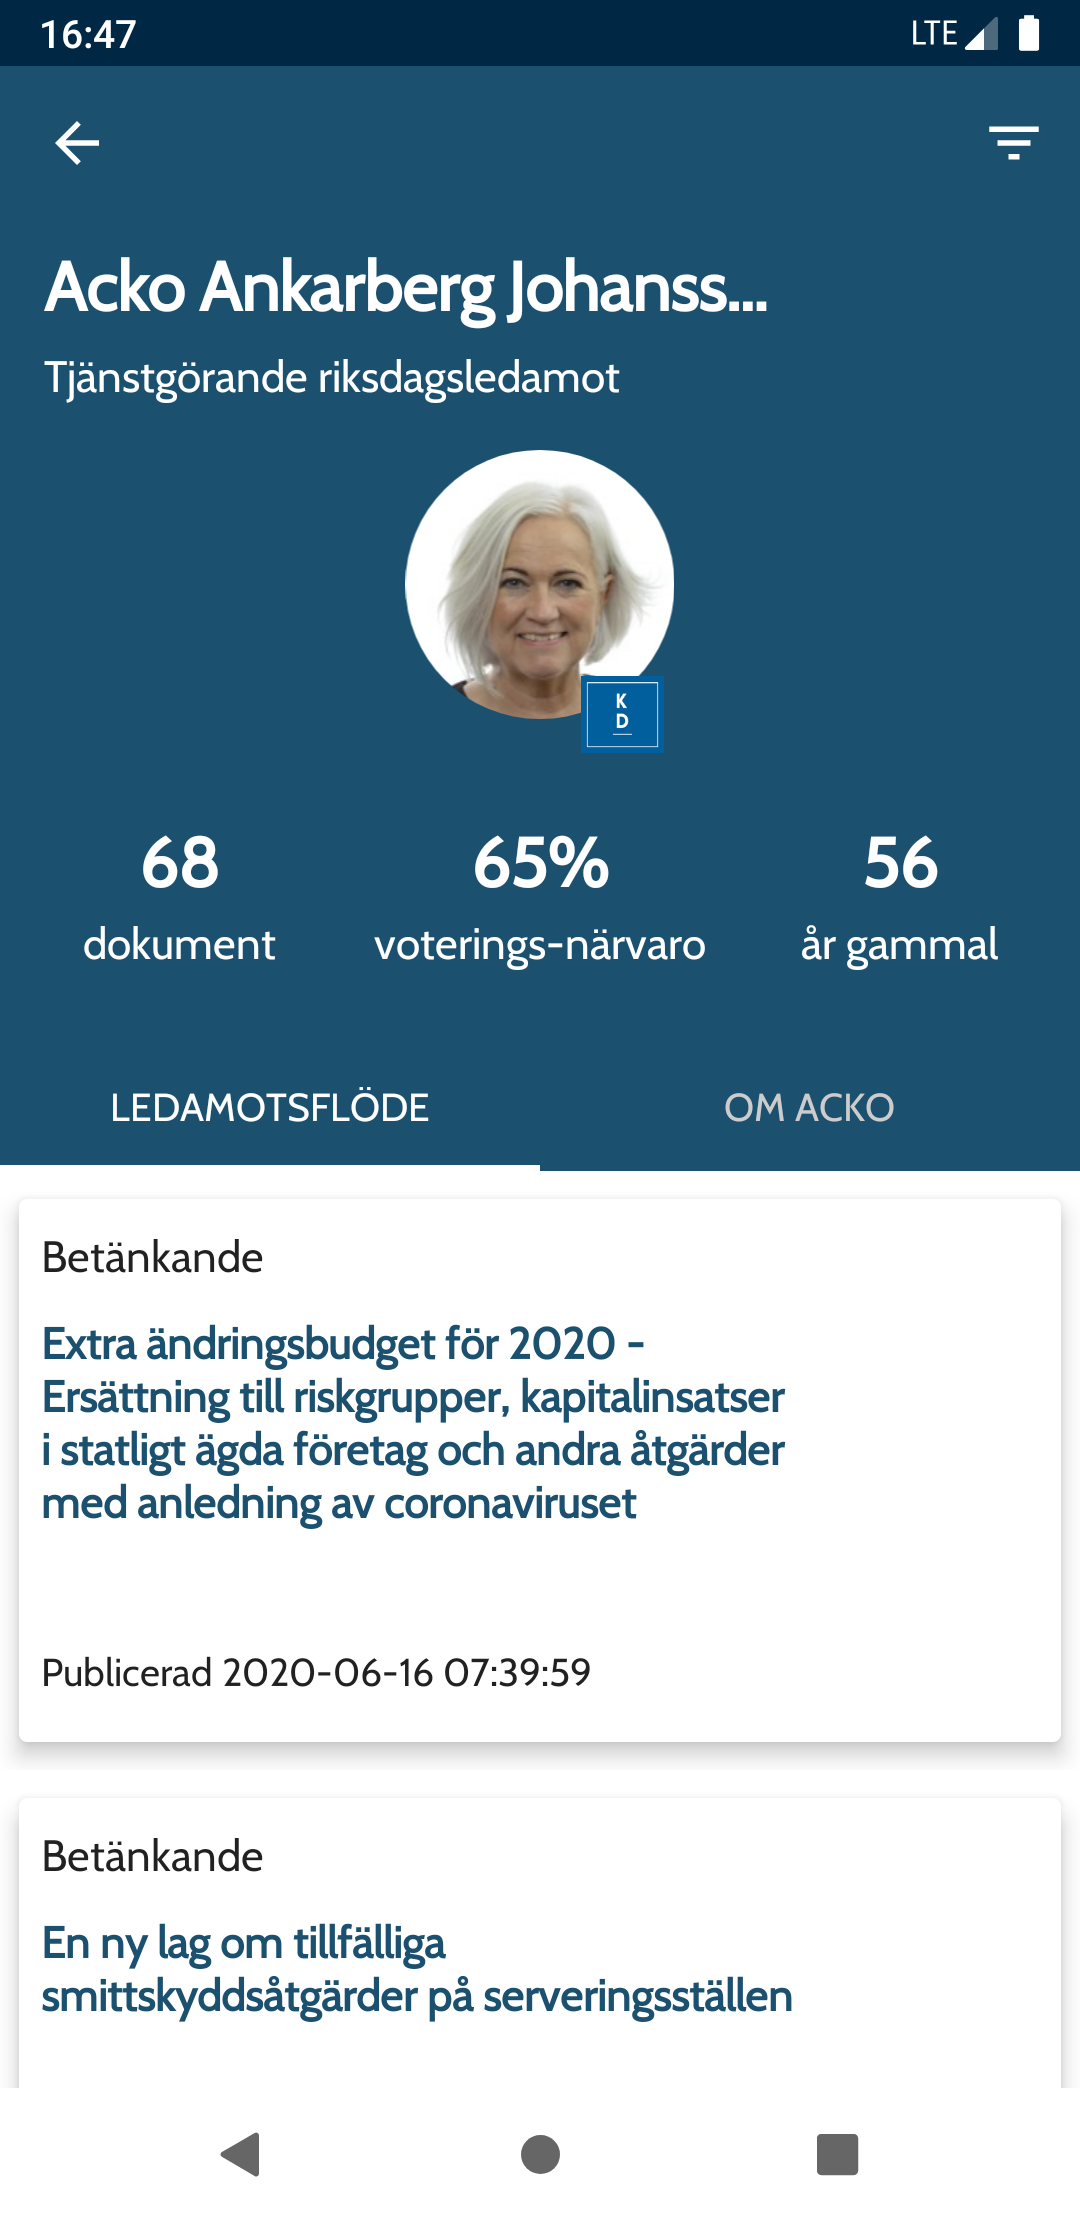 16:47
LTE
Acko Ankarberg Johanss...
Tjänstgörande riksdagsledamot
K
D
68
dokument
65%
voterings-närvaro
56
år gammal
LEDAMOTSFLÖDE
OM ACKO
Betänkande
Extra ändringsbudget för 2020 -
Ersättning till riskgrupper, kapitalinsatser
i statligt ägda företag och andra åtgärder
med anledning av coronaviruset
Publicerad 2020-06-16 07:39:59
Betänkande
En ny lag om tillfälliga
smittskyddsåtgärder på serveringsställen